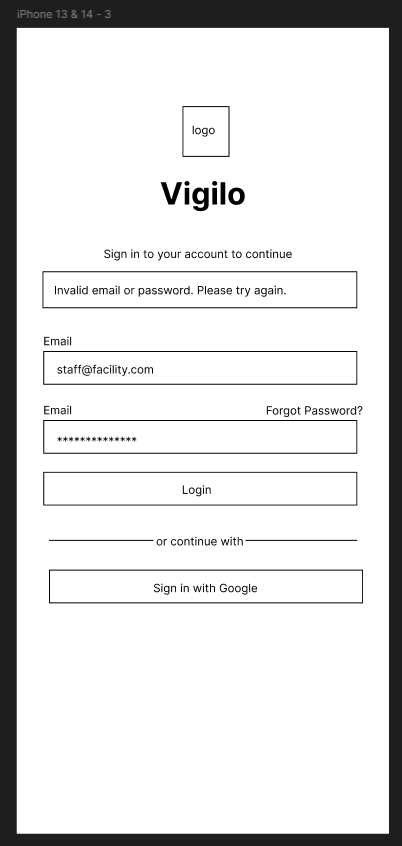 iPhone 13 & 14 - 3
logo
Vigilo
Sign in to your account to continue
Invalid email or password. Please try again.
Email
staff@facility.com
Email Forgot Password?
**************
Login
or continue with
Sign in with Google